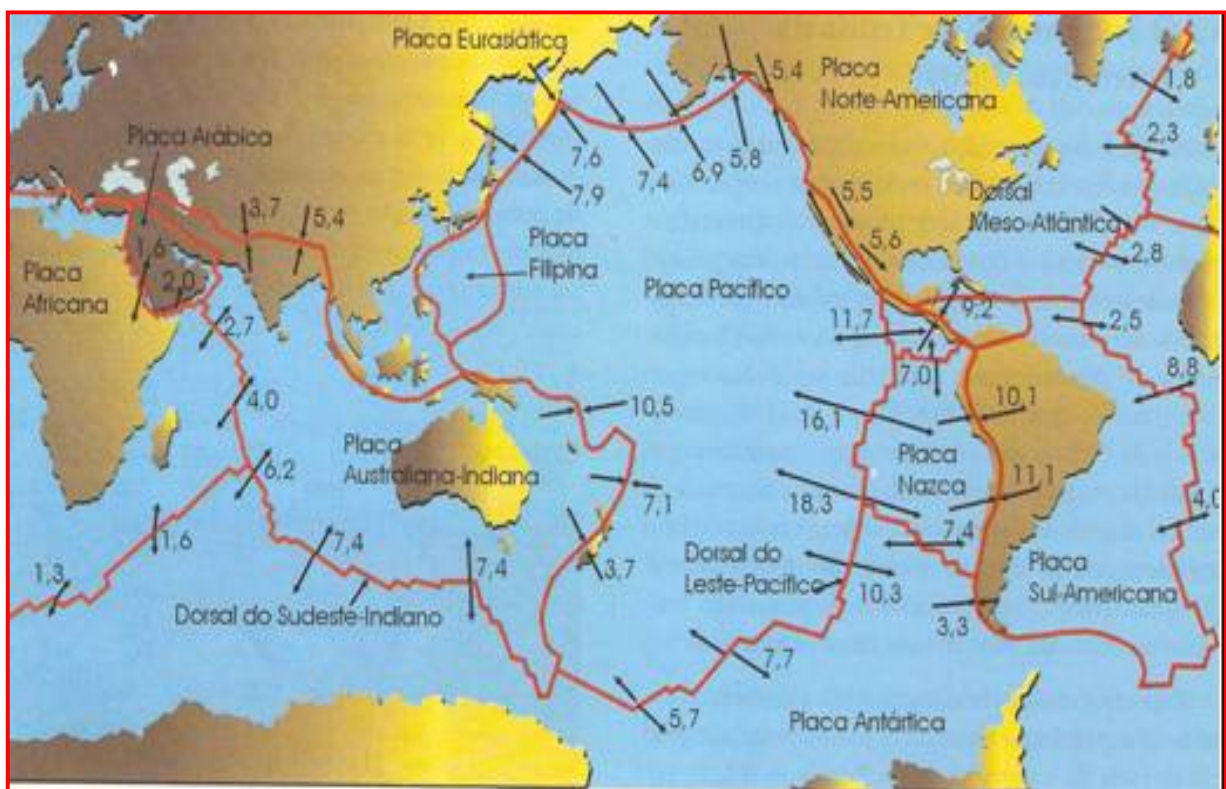 Placa Eurasiática
5,4
Placa
Norte-Americana
1,8
Placa Arábica
7,6
7,4
6,9
5,8
2,3
7,9
3,7
5,4
5,5
Dorsal
Meso-Atlântica
1,6
Placa
Filipina
5,6
2,8
Placa
Africana
2,0
Placa Pacífico
9,2
2,7
11,7
2,5
7,0
8,8
4,0
10,5
16,1
10,1
Placa
Australiana-Indiana
Placa
Nazca
6,2
7,1
18,3
11,1
4,0
1,6
7,4
7,4
3,7
7,4
Dorsal do
Leste-Pacífico
10,3
Placa
Sul-Americana
1,3
Dorsal do Sudeste-Indiano
3,3
7,7
5,7
Placa Antártica